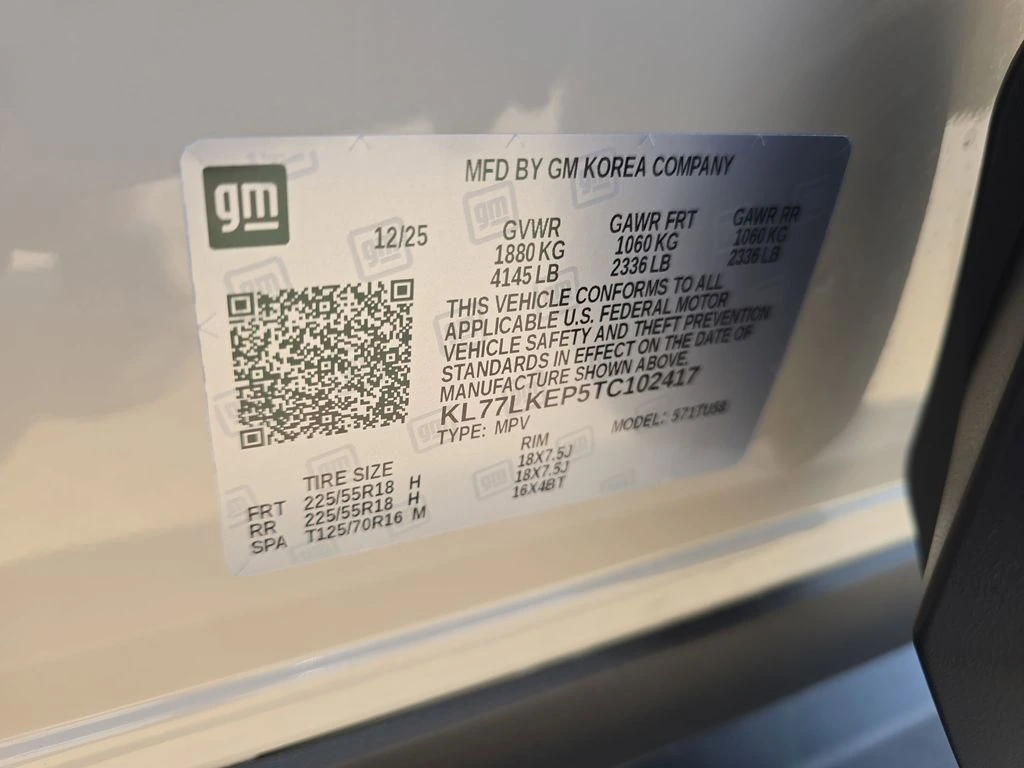 gm
MFD BY GM KOREA COMPANY
12/25
GVWR GAWR FRT GAWR RR
1880 KG 1060 KG 1060 KG
4145 LB 2336 LB 2336 LB
THIS VEHICLE CONFORMS TO ALL
APPLICABLE U.S. FEDERAL MOTOR
VEHICLE SAFETY AND THEFT PREVENTION
STANDARDS IN EFFECT ON THE DATE OF
MANUFACTURE SHOWN ABOVE.
KL77LKEP5TC102417
TYPE: MPV MODEL: 571TU58
TIRE SIZE RIM
FRT 225/55R18 H 18X7.5J
RR 225/55R18 H 18X7.5J
SPA T125/70R16 M 16X4BT